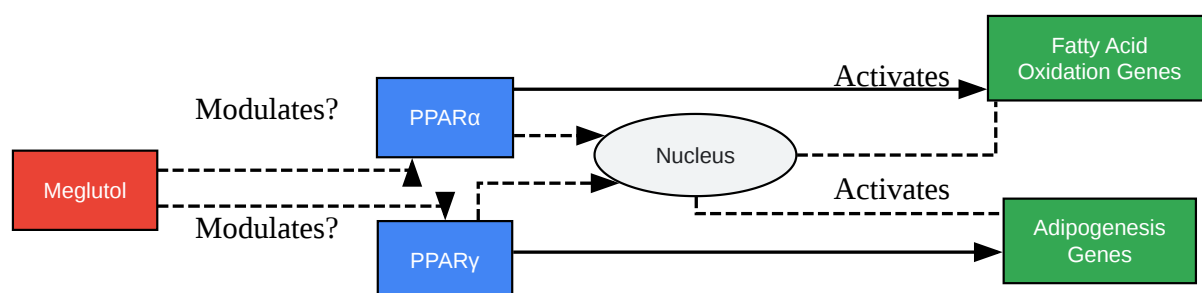 Fatty Acid
Oxidation Genes
Activates
Modulates?
PPARα
Nucleus
Meglutol
Activates
Modulates?
Adipogenesis
Genes
PPARγ